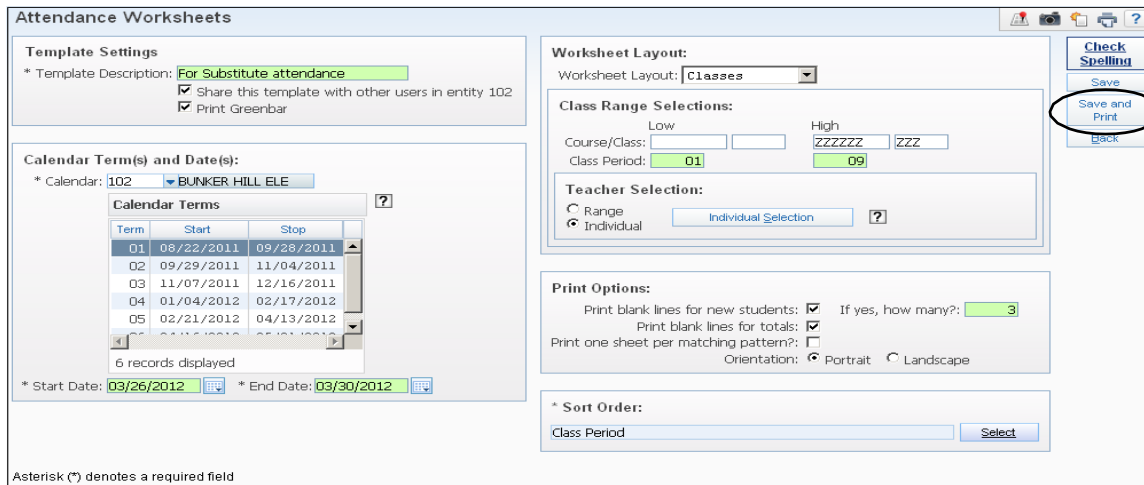 Attendance Worksheets
?
Template Settings
* Template Description: For Substitute attendance
Share this template with other users in entity 102
Print Greenbar
Calendar Term(s) and Date(s):
* Calendar: 102 BUNKER HILL ELE
Calendar Terms ?
Term Start Stop
01 08/22/2011 09/28/2011
02 09/29/2011 11/04/2011
03 11/07/2011 12/16/2011
04 01/04/2012 02/17/2012
05 02/21/2012 04/13/2012
6 records displayed
* Start Date: 03/26/2012 * End Date: 03/30/2012
Worksheet Layout:
Worksheet Layout: Classes
Class Range Selections:
Low High
Course/Class: ZZZZZZ ZZZ
Class Period: 01 09
Teacher Selection:
Range
Individual
Individual Selection ?
Print Options:
Print blank lines for new students: If yes, how many?: 3
Print blank lines for totals:
Print one sheet per matching pattern?:
Orientation: Portrait Landscape
* Sort Order:
Class Period Select
Check
Spelling
Save
Save and
Print
Back
Asterisk (*) denotes a required field